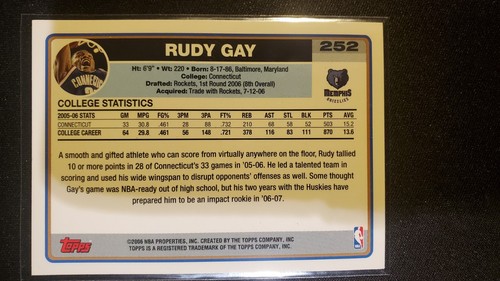 RUDY GAY
252
Ht: 6'9" • Wt: 220 • Born: 8-17-86, Baltimore, Maryland
College: Connecticut
Drafted: Rockets, 1st Round 2006 (8th Overall)
Acquired: Trade with Rockets, 7-12-06
MEMPHIS
GRIZZLIES
COLLEGE STATISTICS
2005-06 STATS GM MPG FG% 3PM 3PA FT% REB AST STL BLK PTS AVG
CONNECTICUT 33 30.8 .461 28 88 .732 210 68 58 52 503 15.2
COLLEGE CAREER 64 29.8 .461 56 148 .721 378 116 83 111 870 13.6
A smooth and gifted athlete who can score from virtually anywhere on the floor, Rudy tallied
10 or more points in 28 of Connecticut's 33 games in '05-06. He led a talented team in
scoring and used his wide wingspan to disrupt opponents' offenses as well. Some thought
Gay's game was NBA-ready out of high school, but his two years with the Huskies have
prepared him to be an impact rookie in '06-07.
Topps
©2006 NBA PROPERTIES, INC. CREATED BY THE TOPPS COMPANY, INC
TOPPS IS A REGISTERED TRADEMARK OF THE TOPPS COMPANY, INC.
NBA